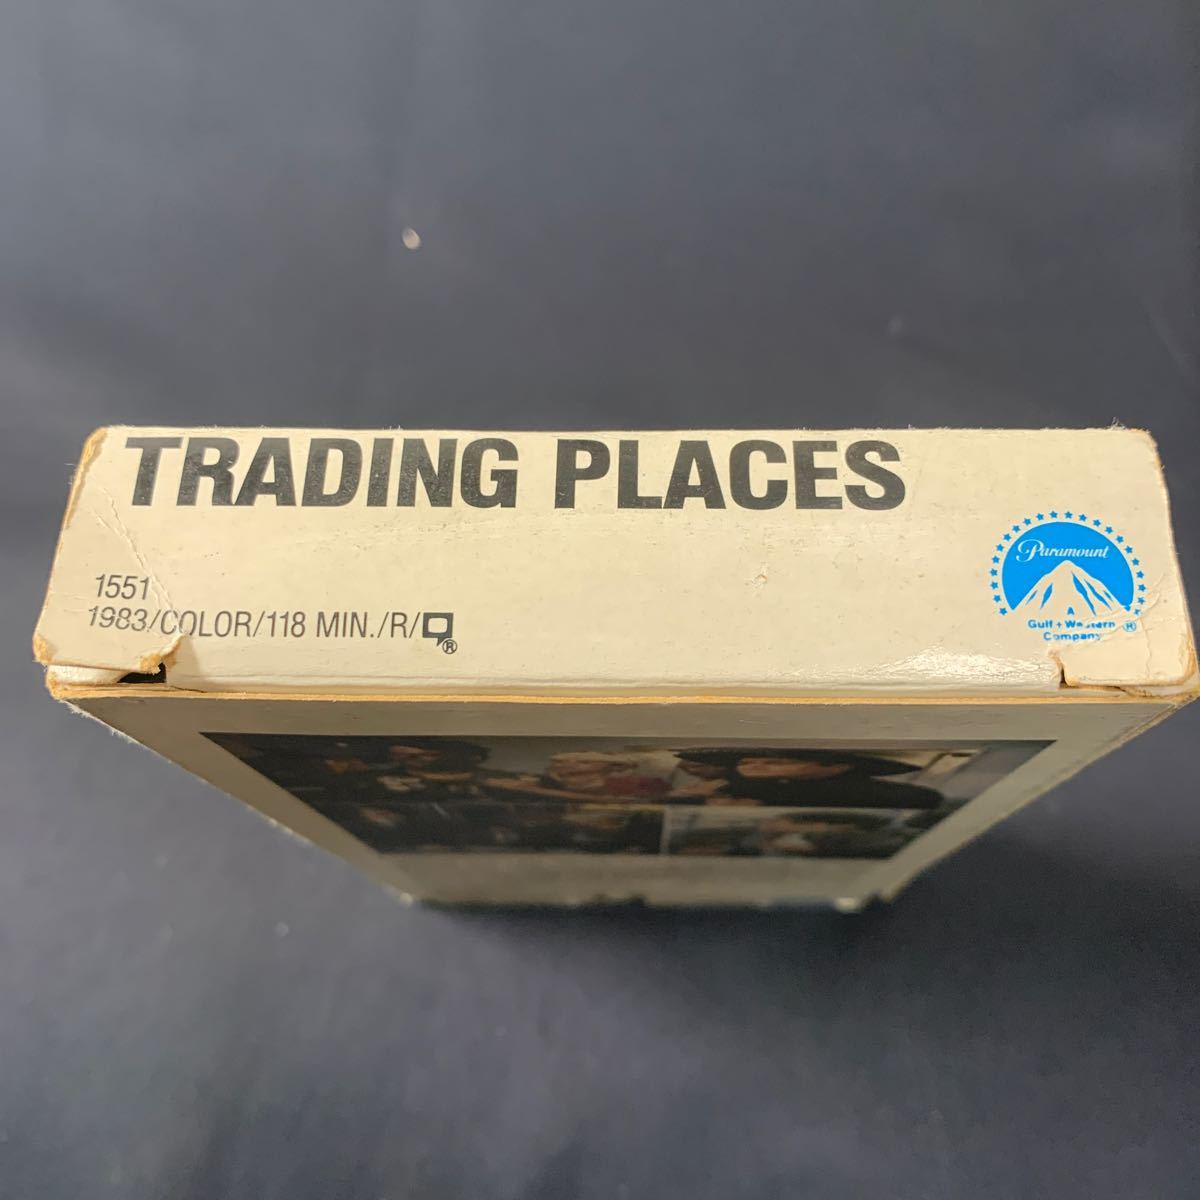 TRADING PLACES
Paramount
A
Gulf + Western
Company
®
1551
1983/COLOR/118 MIN./R/
®